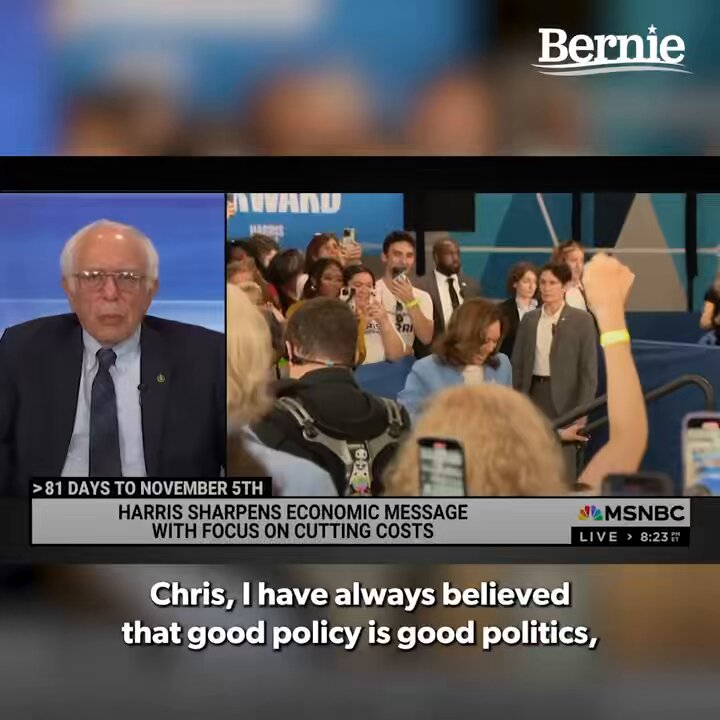 Bernie
HARRIS
> 81 DAYS TO NOVEMBER 5TH
HARRIS SHARPENS ECONOMIC MESSAGE
WITH FOCUS ON CUTTING COSTS
MSNBC
LIVE > 8:23 PM ET
Chris, I have always believed
that good policy is good politics,